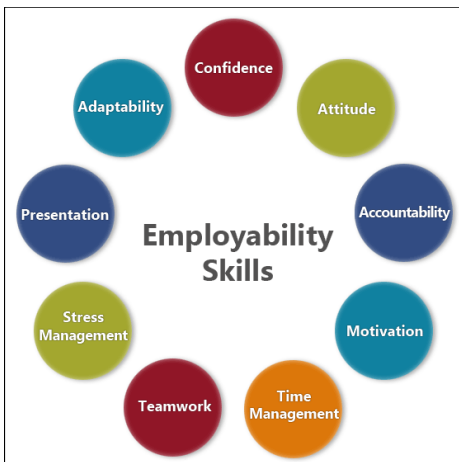 Confidence
Attitude
Accountability
Motivation
Time
Management
Teamwork
Stress
Management
Presentation
Adaptability
Employability
Skills